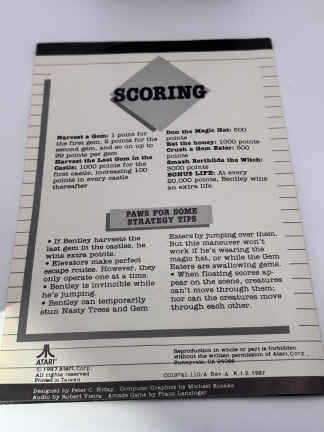 SCORING
Harvest a Gem: 1 point for
the first gem, 2 points for the
second gem, and so on up to
99 points per gem
Harvest the Last Gem in the
Castle: 1000 points for the
first castle, increasing 100
points in every castle
thereafter
Don the Magic Hat: 500
points
Eat the honey: 1000 points
Crush a Gem Eater: 500
points
Smash Berthilda the Witch:
3000 points
BONUS LIFE: At every
20,000 points, Bentley wins
an extra life.
PAWS FOR SOME
STRATEGY TIPS
• If Bentley harvests the
last gem in the castles, he
wins extra points.
• Elevators make perfect
escape routes. However, they
only operate one at a time.
• Bentley is invincible while
he's jumping.
• Bentley can temporarily
stun Nasty Trees and Gem
Eaters by jumping over them.
But this maneuver won't
work if he's wearing the
magic hat, or while the Gem
Eaters are swallowing gems.
• When floating scores ap-
pear on the scene, creatures
can't move through them;
nor can the creatures move
through each other.
ATARI
© 1987 Atari Corp.
All rights reserved
Printed in Taiwan
Reproduction in whole or part is forbidden
without the written permission of Atari Corp.,
Sunnyvale, CA 94086
Rev. A K.I.2. 1987
Designed by Peter C. Niday Computer Graphics by Michael Kosaka
Audio by Robert Vieira Arcade Game by Franz Lanzinger